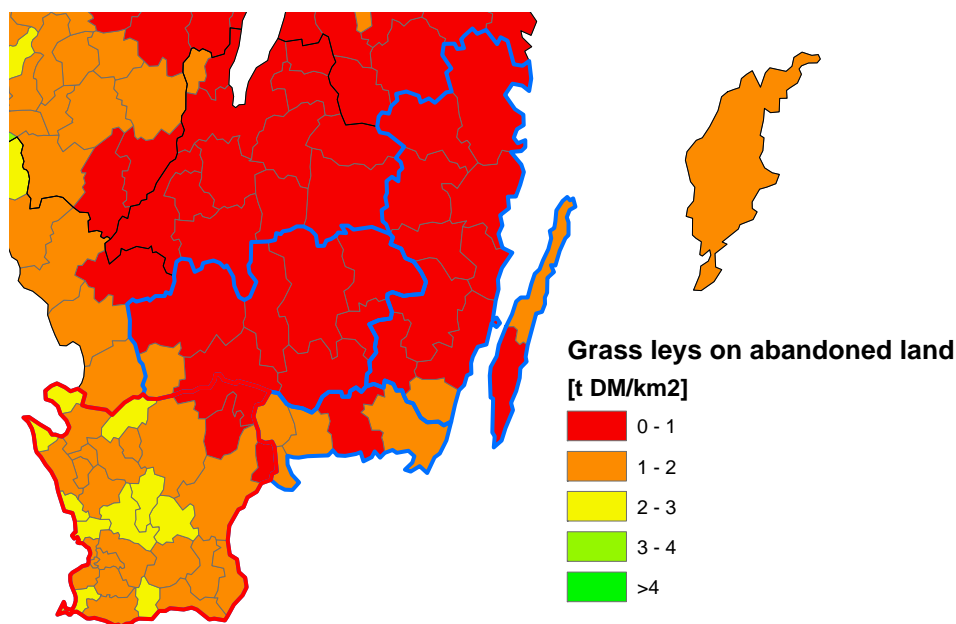 Grass leys on abandoned land
[t DM/km2]
0 - 1
1 - 2
2 - 3
3 - 4
>4